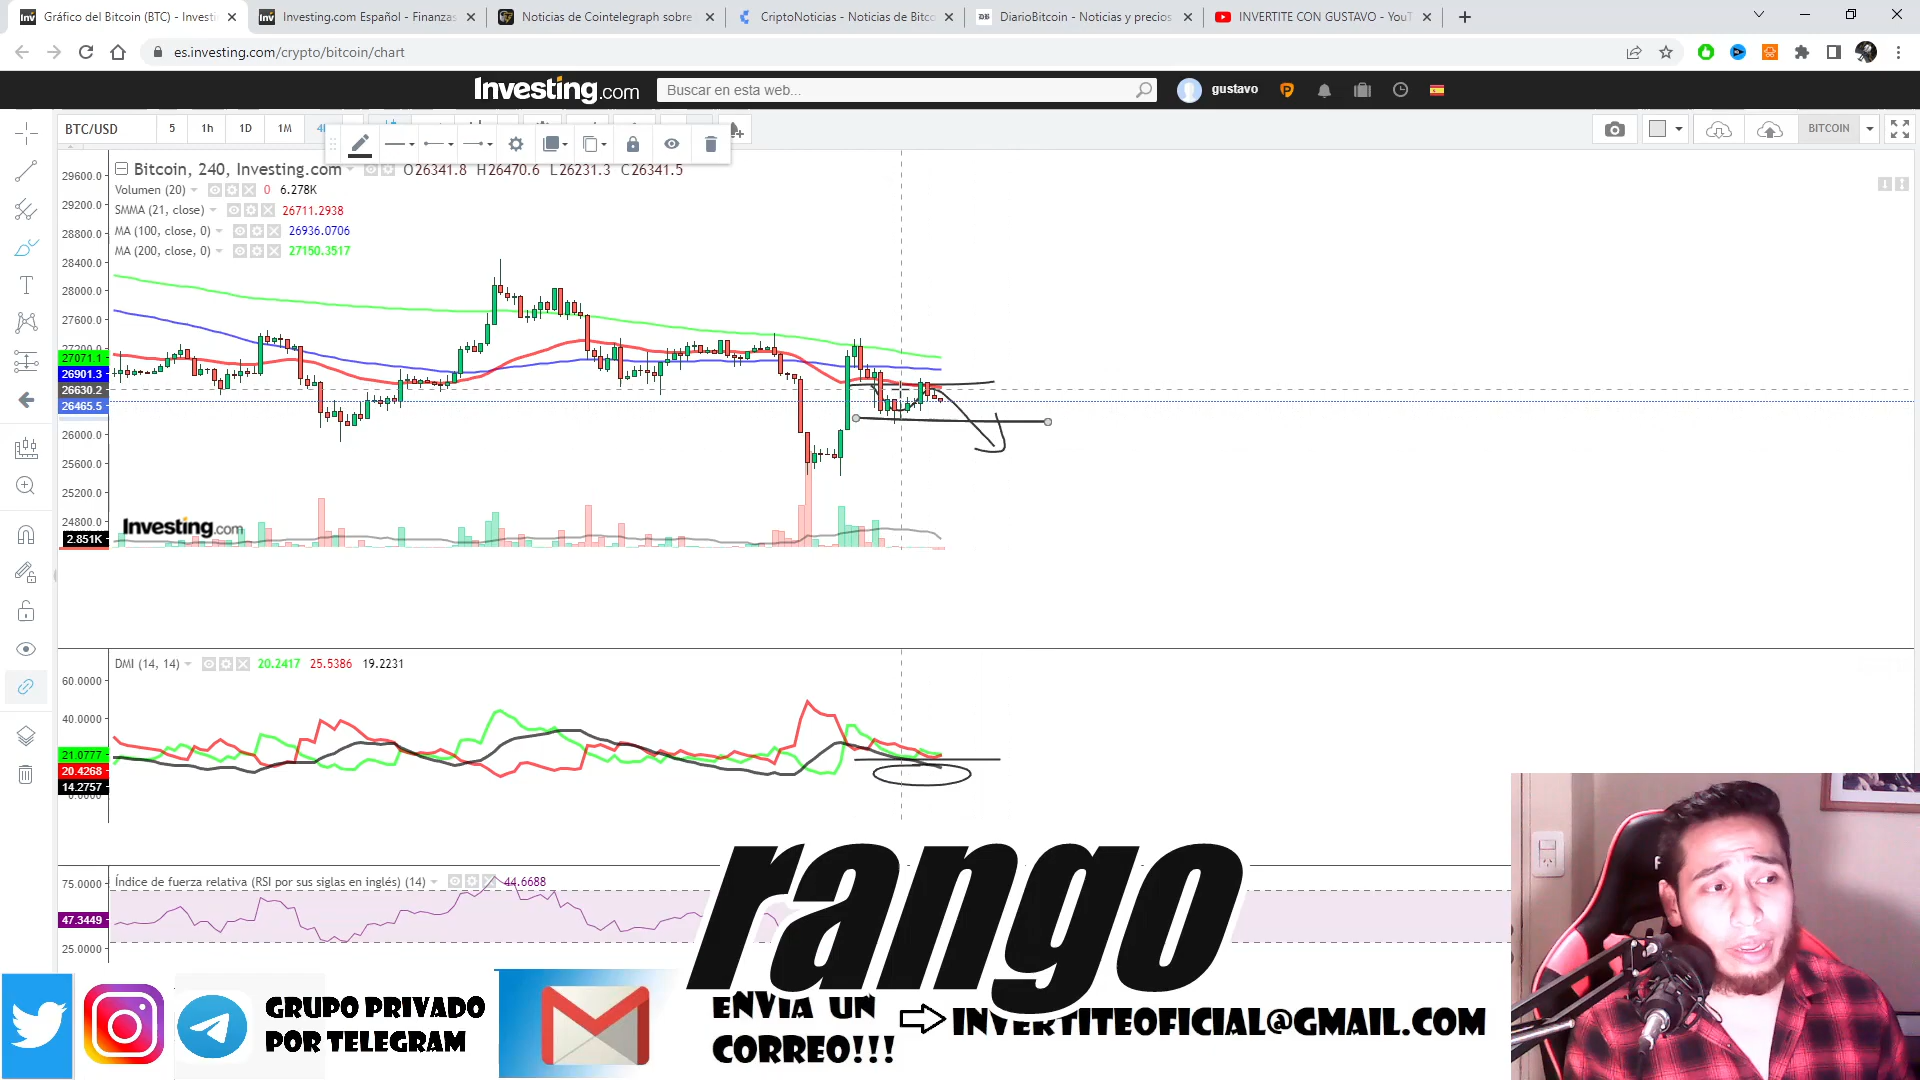 Gráfico del Bitcoin (BTC) - Investi
Investing.com Español - Finanzas
Noticias de Cointelegraph sobre
CriptoNoticias - Noticias de Bitco
DiarioBitcoin - Noticias y precios
INVERTITE CON GUSTAVO - YouT
es.investing.com/crypto/bitcoin/chart
Investing.com
Buscar en esta web...
gustavo
BTC/USD
5
1h
1D
1M
BITCOIN
Bitcoin, 240, Investing.com
O26341.8 H26470.6 L26231.3 C26341.5
Volumen (20)
0 6.278K
SMMA (21, close)
26711.2938
MA (100, close, 0)
26936.0706
MA (200, close, 0)
27150.3517
29600.0
29200.0
28800.0
28400.0
28000.0
27600.0
27071.1
26901.3
26630.2
26465.5
26000.0
25600.0
25200.0
24800.0
2.851K
Investing.com
DMI (14, 14)
20.2417 25.5386 19.2231
60.0000
40.0000
21.0777
20.4268
14.2757
Índice de fuerza relativa (RSI por sus siglas en inglés) (14)
44.6688
75.0000
47.3449
25.0000
rango
GRUPO PRIVADO
POR TELEGRAM
ENVIA UN
CORREO!!!
INVERTITEOFICIAL@GMAIL.COM